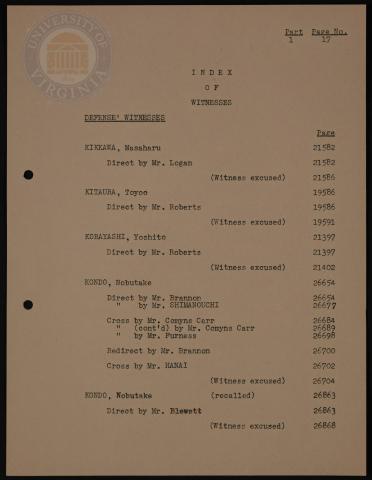 UNIVERSITY OF
VIRGINIA
Part Page No.
1 17
INDEX
OF
WITNESSES
DEFENSE' WITNESSES
Page
KIKKAWA, Masaharu 21582
Direct by Mr. Logan 21582
(Witness excused) 21586
KITAURA, Toyoo 19586
Direct by Mr. Roberts 19586
(Witness excused) 19591
KOBAYASHI, Yoshito 21397
Direct by Mr. Roberts 21397
(Witness excused) 21402
KONDO, Nobutake 26654
Direct by Mr. Brannon 26654
" by Mr. SHIMANOUCHI 26677
Cross by Mr. Comyns Carr 26684
" (cont'd) by Mr. Comyns Carr 26689
" by Mr. Furness 26698
Redirect by Mr. Brannon 26700
Cross by Mr. HANAI 26702
(Witness excused) 26704
KONDO, Nobutake (recalled) 26863
Direct by Mr. Blewett 26863
(Witness excused) 26868